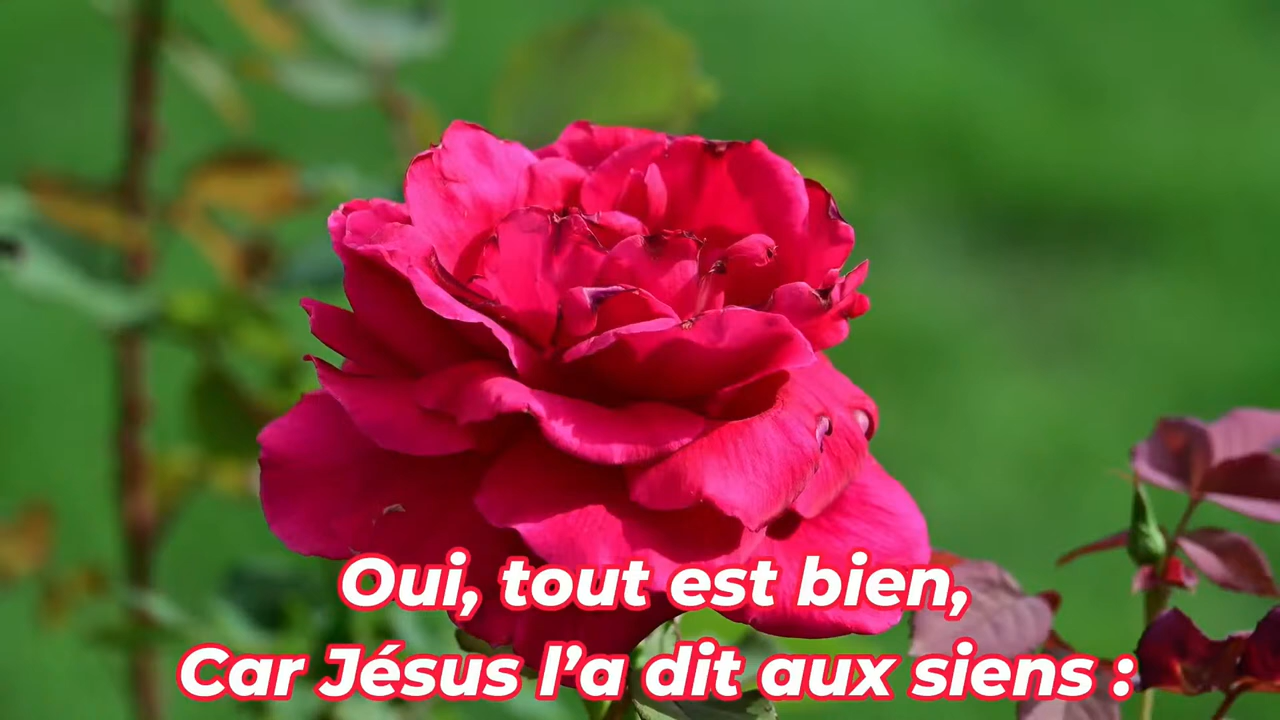 Oui, tout est bien,
Car Jésus l’a dit aux siens :